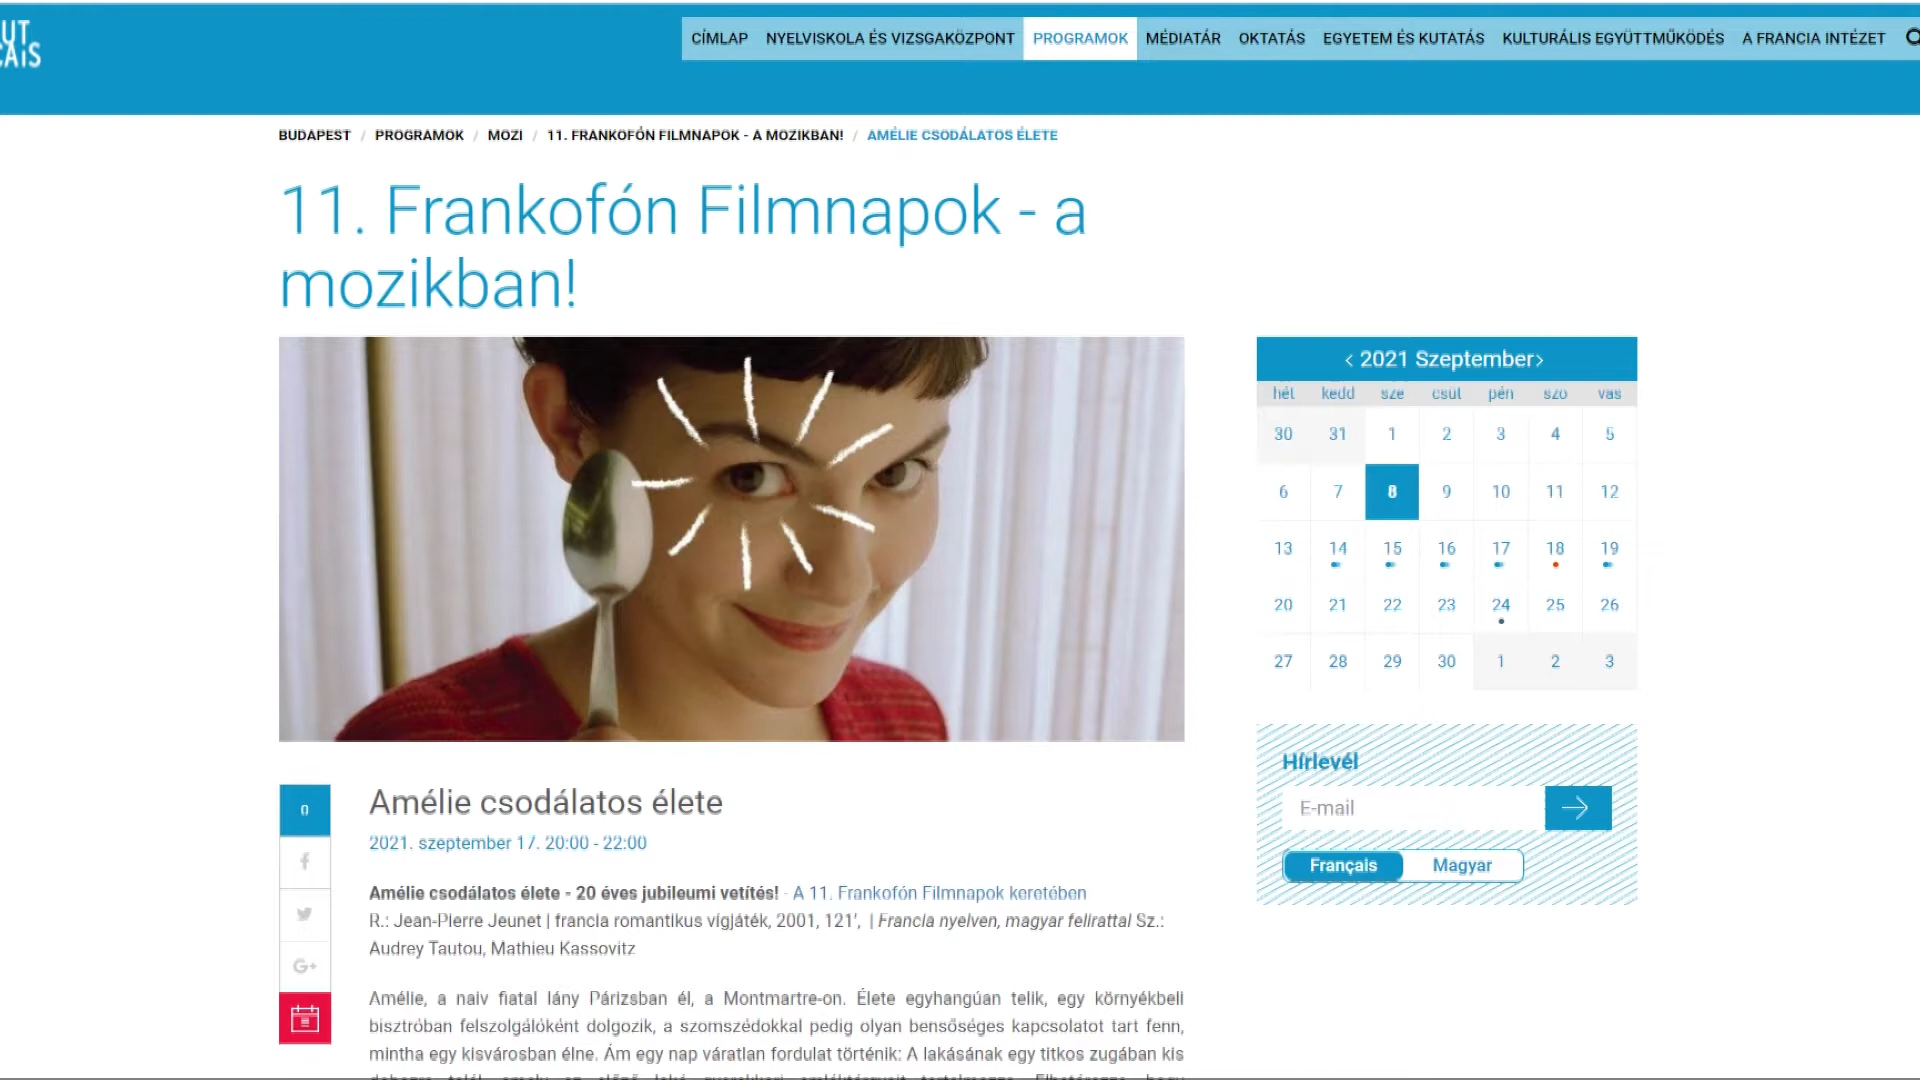 UT
CAIS
CÍMLAP NYELVISKOLA ÉS VIZSGAKÖZPONT PROGRAMOK MÉDIATÁR OKTATÁS EGYETEM ÉS KUTATÁS KULTURÁLIS EGYÜTTMŰKÖDÉS A FRANCIA INTÉZET
BUDAPEST / PROGRAMOK / MOZI / 11. FRANKOFÓN FILMNAPOK - A MOZIKBAN! / AMÉLIE CSODÁLATOS ÉLETE
11. Frankofón Filmnapok - a
mozikban!
< 2021 Szeptember>
hét kedd sze csüt pén szo vas
30 31 1 2 3 4 5
6 7 8 9 10 11 12
13 14 15 16 17 18 19
20 21 22 23 24 25 26
27 28 29 30 1 2 3
Hírlevél
E-mail
Français Magyar
0
Amélie csodálatos élete
2021. szeptember 17. 20:00 - 22:00
Amélie csodálatos élete - 20 éves jubileumi vetítés! - A 11. Frankofón Filmnapok keretében
R.: Jean-Pierre Jeunet | francia romantikus vígjáték, 2001, 121', | Francia nyelven, magyar felirattal Sz.:
Audrey Tautou, Mathieu Kassovitz
Amélie, a naiv fiatal lány Párizsban él, a Montmartre-on. Élete egyhangúan telik, egy környékbeli
bisztróban felszolgálóként dolgozik, a szomszédokkal pedig olyan bensőséges kapcsolatot tart fenn,
mintha egy kisvárosban élne. Ám egy nap váratlan fordulat történik: A lakásának egy titkos zugában kis